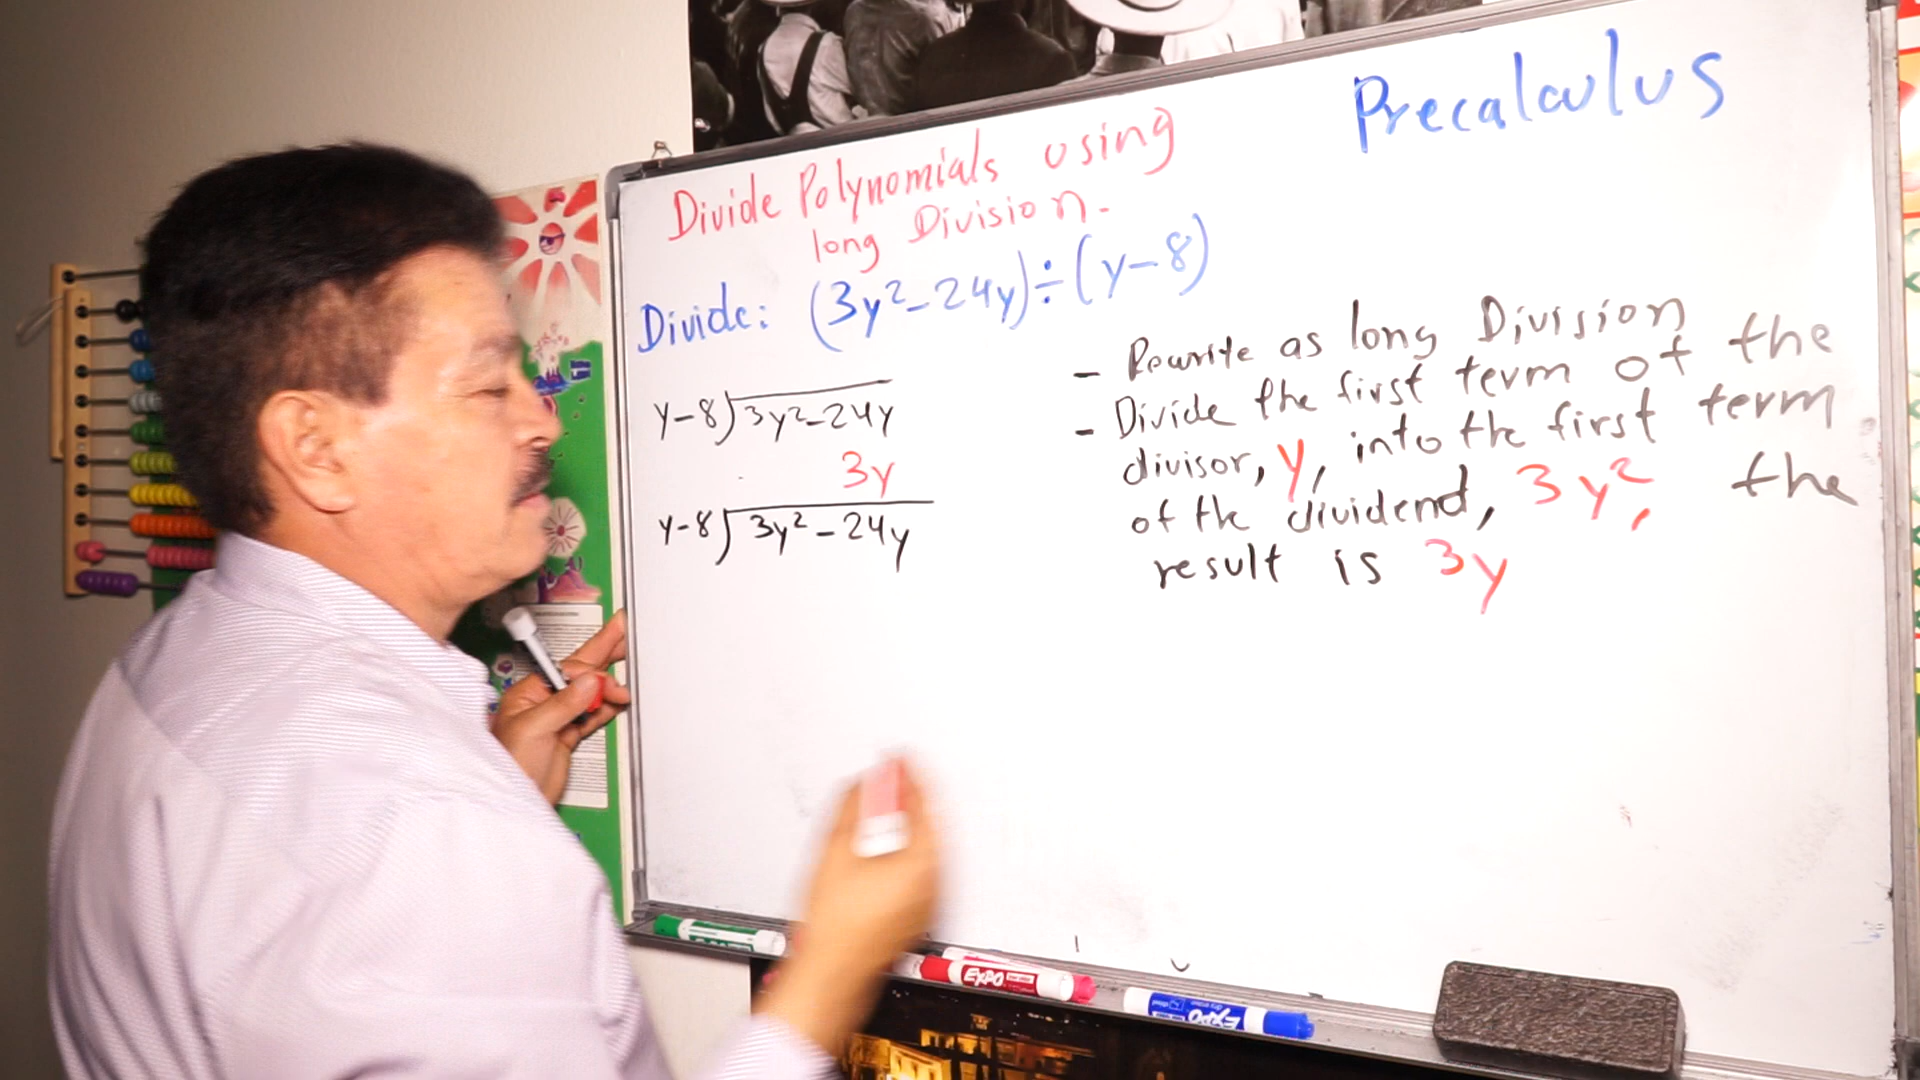 Precalculus
Divide Polynomials using
long Division.
Divide: (3y²-24y)÷(y-8)
y-8)3y²-24y
3y
y-8)3y²-24y
- Rewrite as long Division
- Divide the first term of the
divisor, y, into the first term
of the dividend, 3y², the
result is 3y
EXPO
EXPO